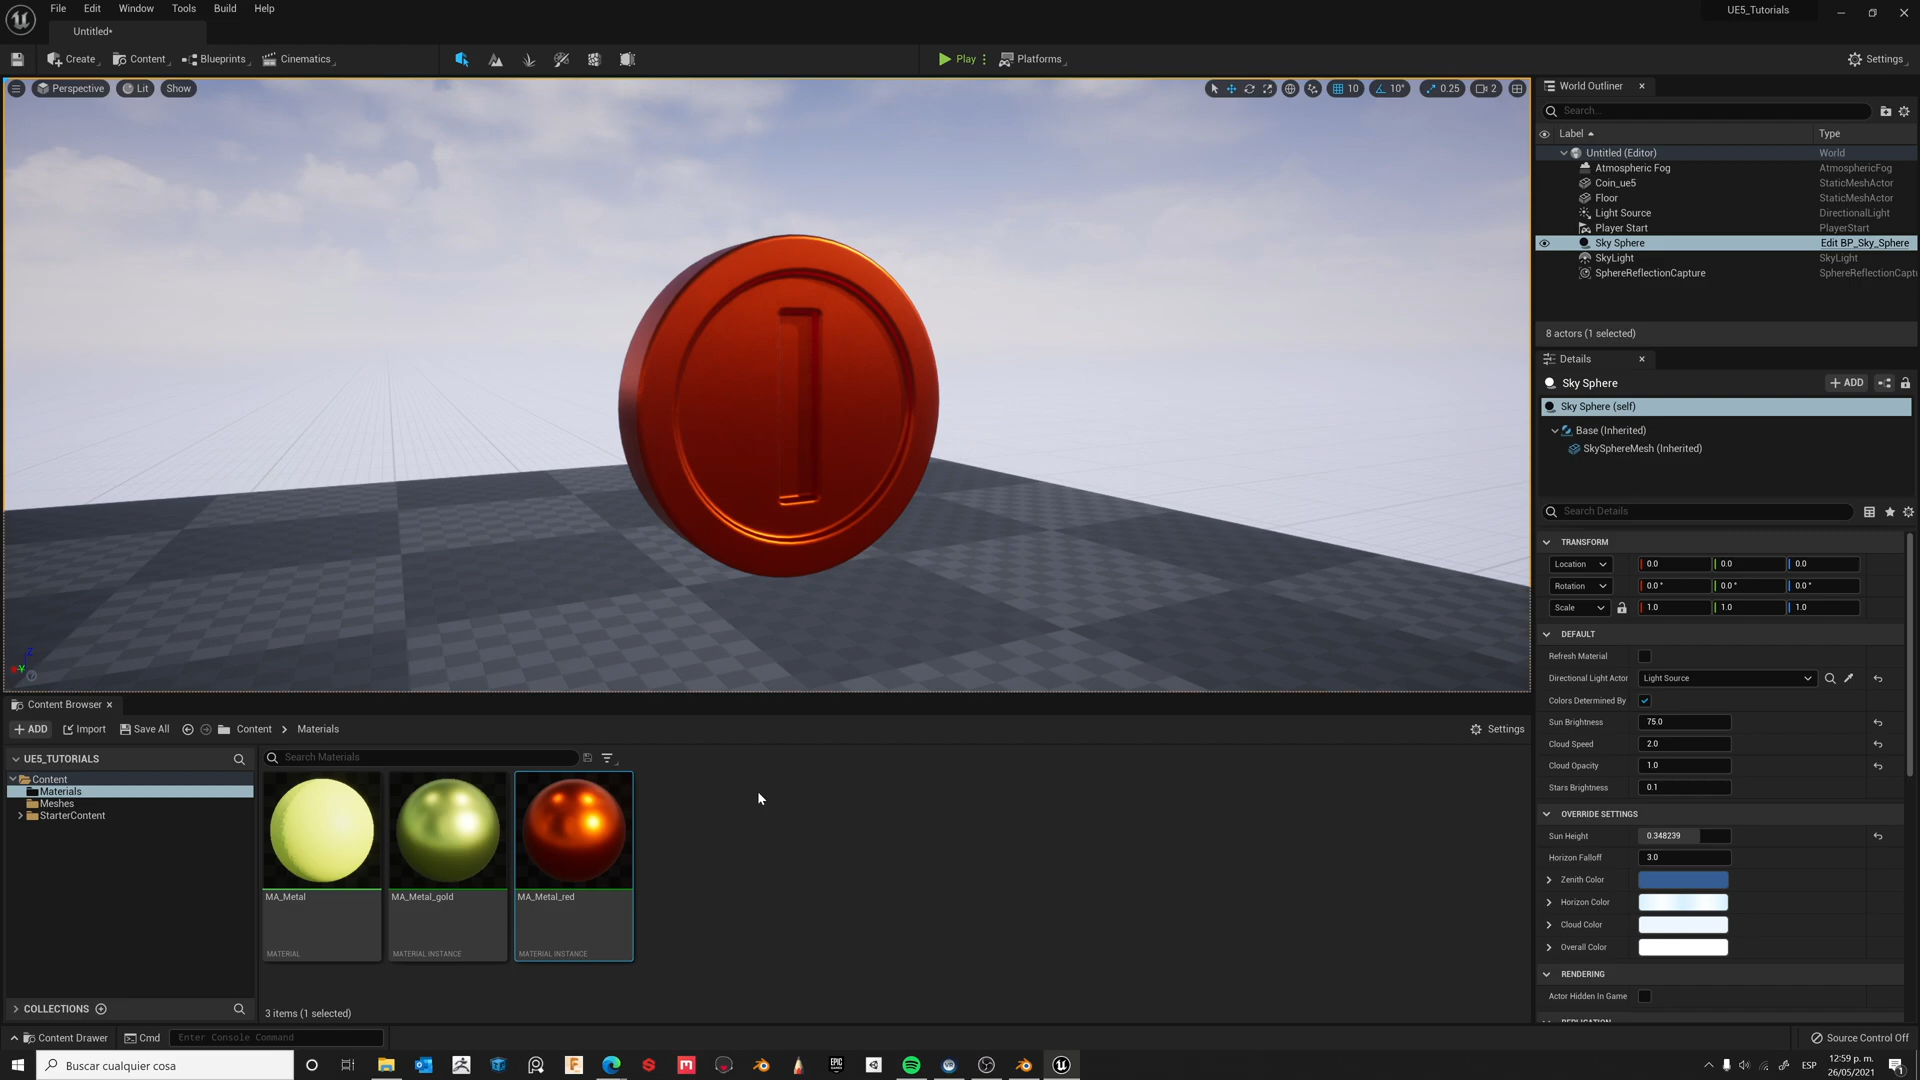 File Edit Window Tools Build Help
UE5_Tutorials
Untitled*
Create Content Blueprints Cinematics
Play Platforms
Settings
Perspective Lit Show
10 10° 0.25 2
World Outliner
Search...
Label Type
Untitled (Editor) World
Atmospheric Fog AtmosphericFog
Coin_ue5 StaticMeshActor
Floor StaticMeshActor
Light Source DirectionalLight
Player Start PlayerStart
Sky Sphere Edit BP_Sky_Sphere
SkyLight SkyLight
SphereReflectionCapture SphereReflectionCaptu
8 actors (1 selected)
Details
Sky Sphere
+ ADD
Sky Sphere (self)
Base (Inherited)
SkySphereMesh (Inherited)
Search Details
TRANSFORM
Location 0.0 0.0 0.0
Rotation 0.0° 0.0° 0.0°
Scale 1.0 1.0 1.0
DEFAULT
Refresh Material
Directional Light Actor Light Source
Colors Determined By
Sun Brightness 75.0
Cloud Speed 2.0
Cloud Opacity 1.0
Stars Brightness 0.1
OVERRIDE SETTINGS
Sun Height 0.348239
Horizon Falloff 3.0
Zenith Color
Horizon Color
Cloud Color
Overall Color
RENDERING
Actor Hidden In Game
REPLICATION
Z
Y
Content Browser
+ ADD Import Save All Content Materials
Settings
UE5_TUTORIALS
Content
Materials
Meshes
StarterContent
COLLECTIONS
Search Materials
MA_Metal
MATERIAL
MA_Metal_gold
MATERIAL INSTANCE
MA_Metal_red
MATERIAL INSTANCE
3 items (1 selected)
Content Drawer Cmd Enter Console Command
Source Control Off
Buscar cualquier cosa
EPIC
ESP
12:59 p. m.
26/05/2021
1